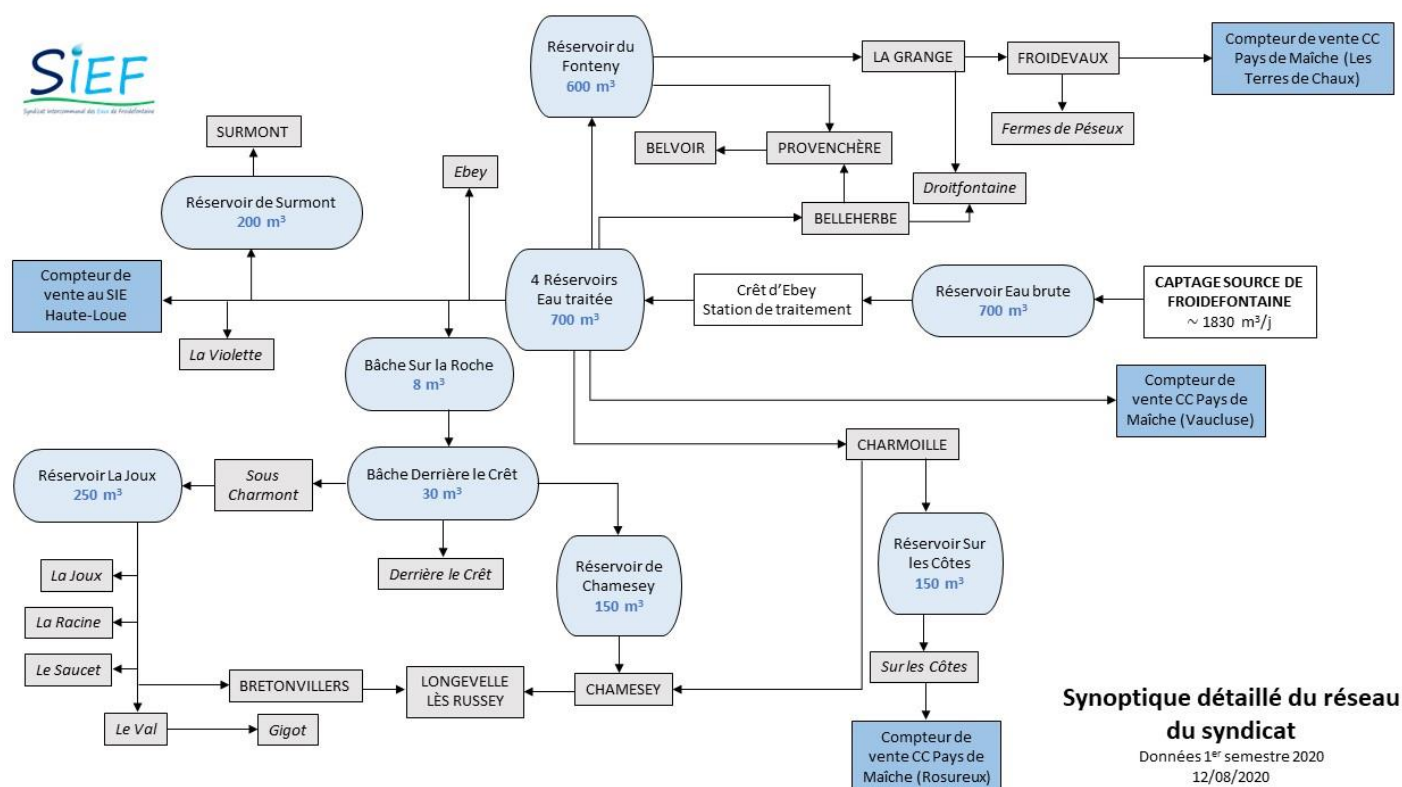 SiEF
Syndicat Intercommunal des Eaux de Froidefontaine
Réservoir du
Fonteny
600 m³
LA GRANGE
FROIDEVAUX
Compteur de vente CC
Pays de Maîche (Les
Terres de Chaux)
Fermes de Péseux
SURMONT
BELVOIR
PROVENCHÈRE
Ebey
Droitfontaine
Réservoir de Surmont
200 m³
BELLEHERBE
Compteur de
vente au SIE
Haute-Loue
4 Réservoirs
Eau traitée
700 m³
Crêt d'Ebey
Station de traitement
Réservoir Eau brute
700 m³
CAPTAGE SOURCE DE
FROIDEFONTAINE
~ 1830 m³/j
La Violette
Bâche Sur la Roche
8 m³
Compteur de
vente CC Pays de
Maîche (Vaucluse)
CHARMOILLE
Réservoir La Joux
250 m³
Sous
Charmont
Bâche Derrière le Crêt
30 m³
Derrière le Crêt
Réservoir de
Chamesey
150 m³
Réservoir Sur
les Côtes
150 m³
La Joux
La Racine
Le Saucet
Sur les Côtes
BRETONVILLERS
LONGEVELLE
LÈS RUSSEY
CHAMESEY
Le Val
Gigot
Compteur de
vente CC Pays de
Maîche (Rosureux)
Synoptique détaillé du réseau
du syndicat
Données 1er semestre 2020
12/08/2020